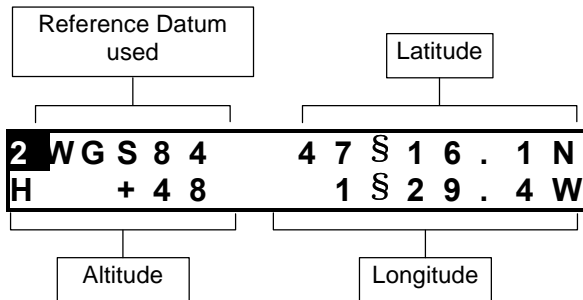 Reference Datum
used
Latitude
2 WGS84 47§16.1N
H +48 1§29.4W
Altitude
Longitude